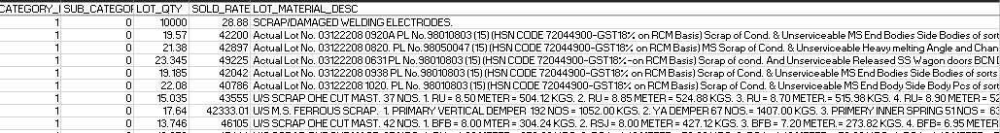 CATEGORY_I SUB_CATEGOI LOT_QTY SOLD_RATE LOT_MATERIAL_DESC
1 0 10000 28.88 SCRAP/DAMAGED WELDING ELECTRODES.
1 0 19.57 42200 Actual Lot No. 03122208 0920A PL No.98010803 (15) (HSN CODE 72044900-GST18% on RCM Basis) Scrap of Cond. & Unserviceable MS End Bodies Side Bodies of sort
1 0 21.38 42897 Actual Lot No. 03122208 0820. PL No. 98050047 (15) (HSN CODE 72044900-GST18% on RCM Basis) MS Scrap of Cond. & Unserviceable Heavy melting Angle and Chan
1 0 23.345 49225 Actual Lot No. 03122208 0631 PL No. 98010803 (15) (HSN CODE 72044900-GST18%-on RCM Basis) Scrap of cond. And Unserviceable Released SS Wagon doors BCN
1 0 19.185 42042 Actual Lot No. 03122208 0938 PL No. 98010803 (15) (HSN CODE 72044900-GST18% on RCM Basis) Scrap of Cond. & Unserviceable MS End Bodies Side Bodies of sorts
1 0 22.08 40786 Actual Lot No. 03122208 1020. PL No. 98010803 (15) (HSN CODE 72044900-GST18% on RCM Basis) Scrap of Cond. & Unserviceable MS End Body Side Body Pcs of sort
1 0 15.035 43555 U/S SCRAP OHE CUT MAST. 37 NOS. 1. RU = 8.50 METER = 504.12 KGS. 2. RU = 8.85 METER = 524.88 KGS. 3. RU = 8.70 METER.= 515.98 KGS. 4. RU = 8.90 METER = 52
1 0 17.64 42333.01 U/S M.S. FERROUS SCRAP. 1. PRIMARY VERTICAL DEMPER 192 NOS = 1052.00 KGS. 2. YA DEMPER 67 NOS.= 1407.00 KGS. 3. PRIMERY INNER SPRING 51 NOS = 6
1 0 13.746 46105 U/S SCRAP OHE CUT MAST. 42 NOS. 1. BFB = 8.00 METER = 304.24 KGS. 2. RSJ = 8.00 METER = 427.12 KGS. 3. BFB = 7.20 METER = 273.82 KGS. 4. BFB = 6.95 METER =